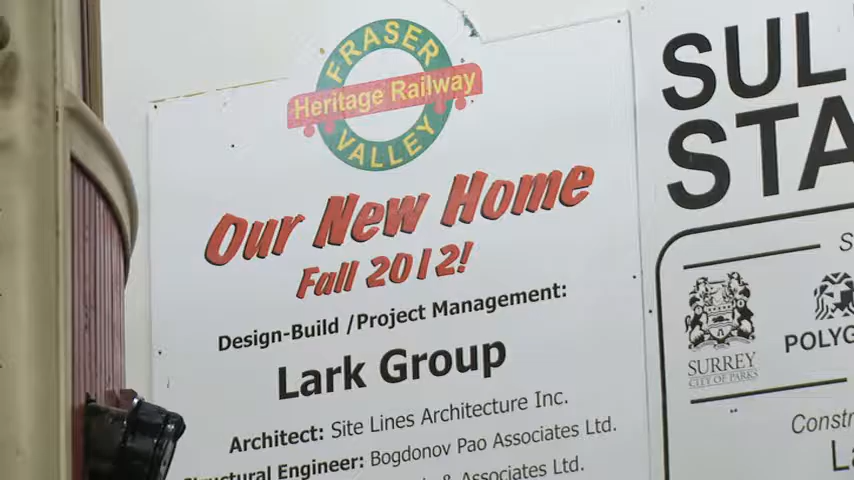 FRASER
Heritage Railway
VALLEY
Our New Home
Fall 2012!
Design-Build /Project Management:
Lark Group
Architect: Site Lines Architecture Inc.
Structural Engineer: Bogdonov Pao Associates Ltd.
& Associates Ltd.
SUL
STA
S
SURREY
CITY OF PARKS
POLYG
Constr
La